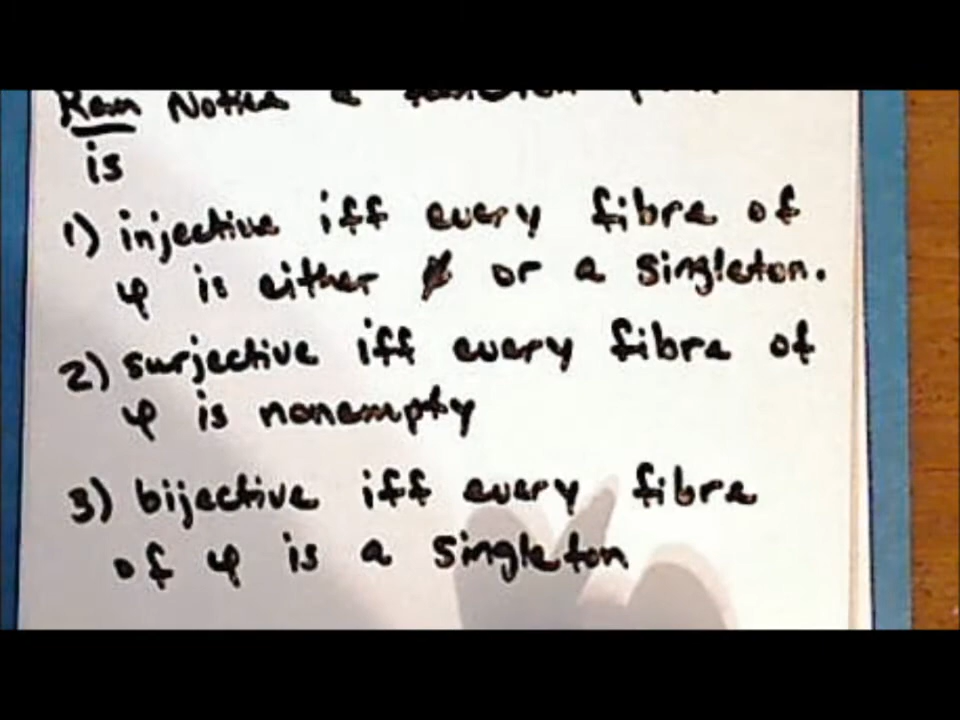 Rem Notice a function
is
1) injective iff every fibre of
φ is either ∅ or a singleton.
2) surjective iff every fibre of
φ is nonempty
3) bijective iff every fibre
of φ is a singleton